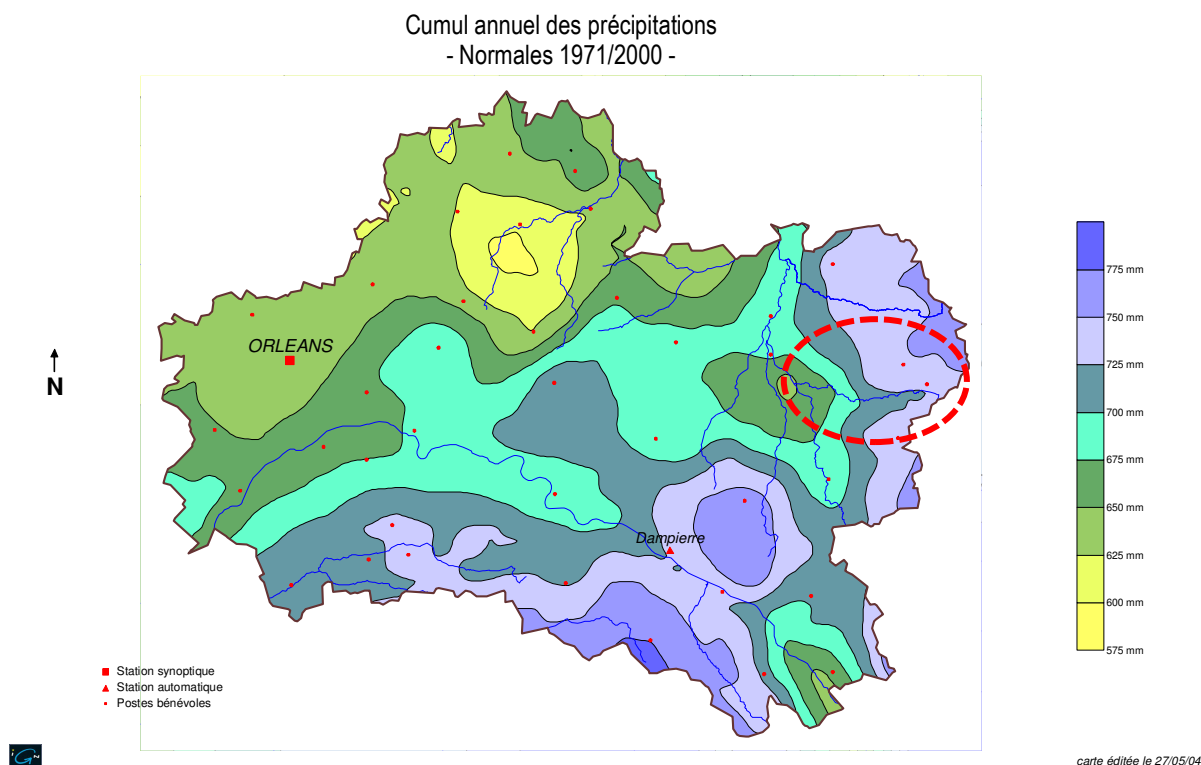 Cumul annuel des précipitations
- Normales 1971/2000 -
775 mm
750 mm
725 mm
700 mm
675 mm
650 mm
625 mm
600 mm
575 mm
ORLEANS
N
Dampierre
Station synoptique
Station automatique
Postes bénévoles
carte éditée le 27/05/04